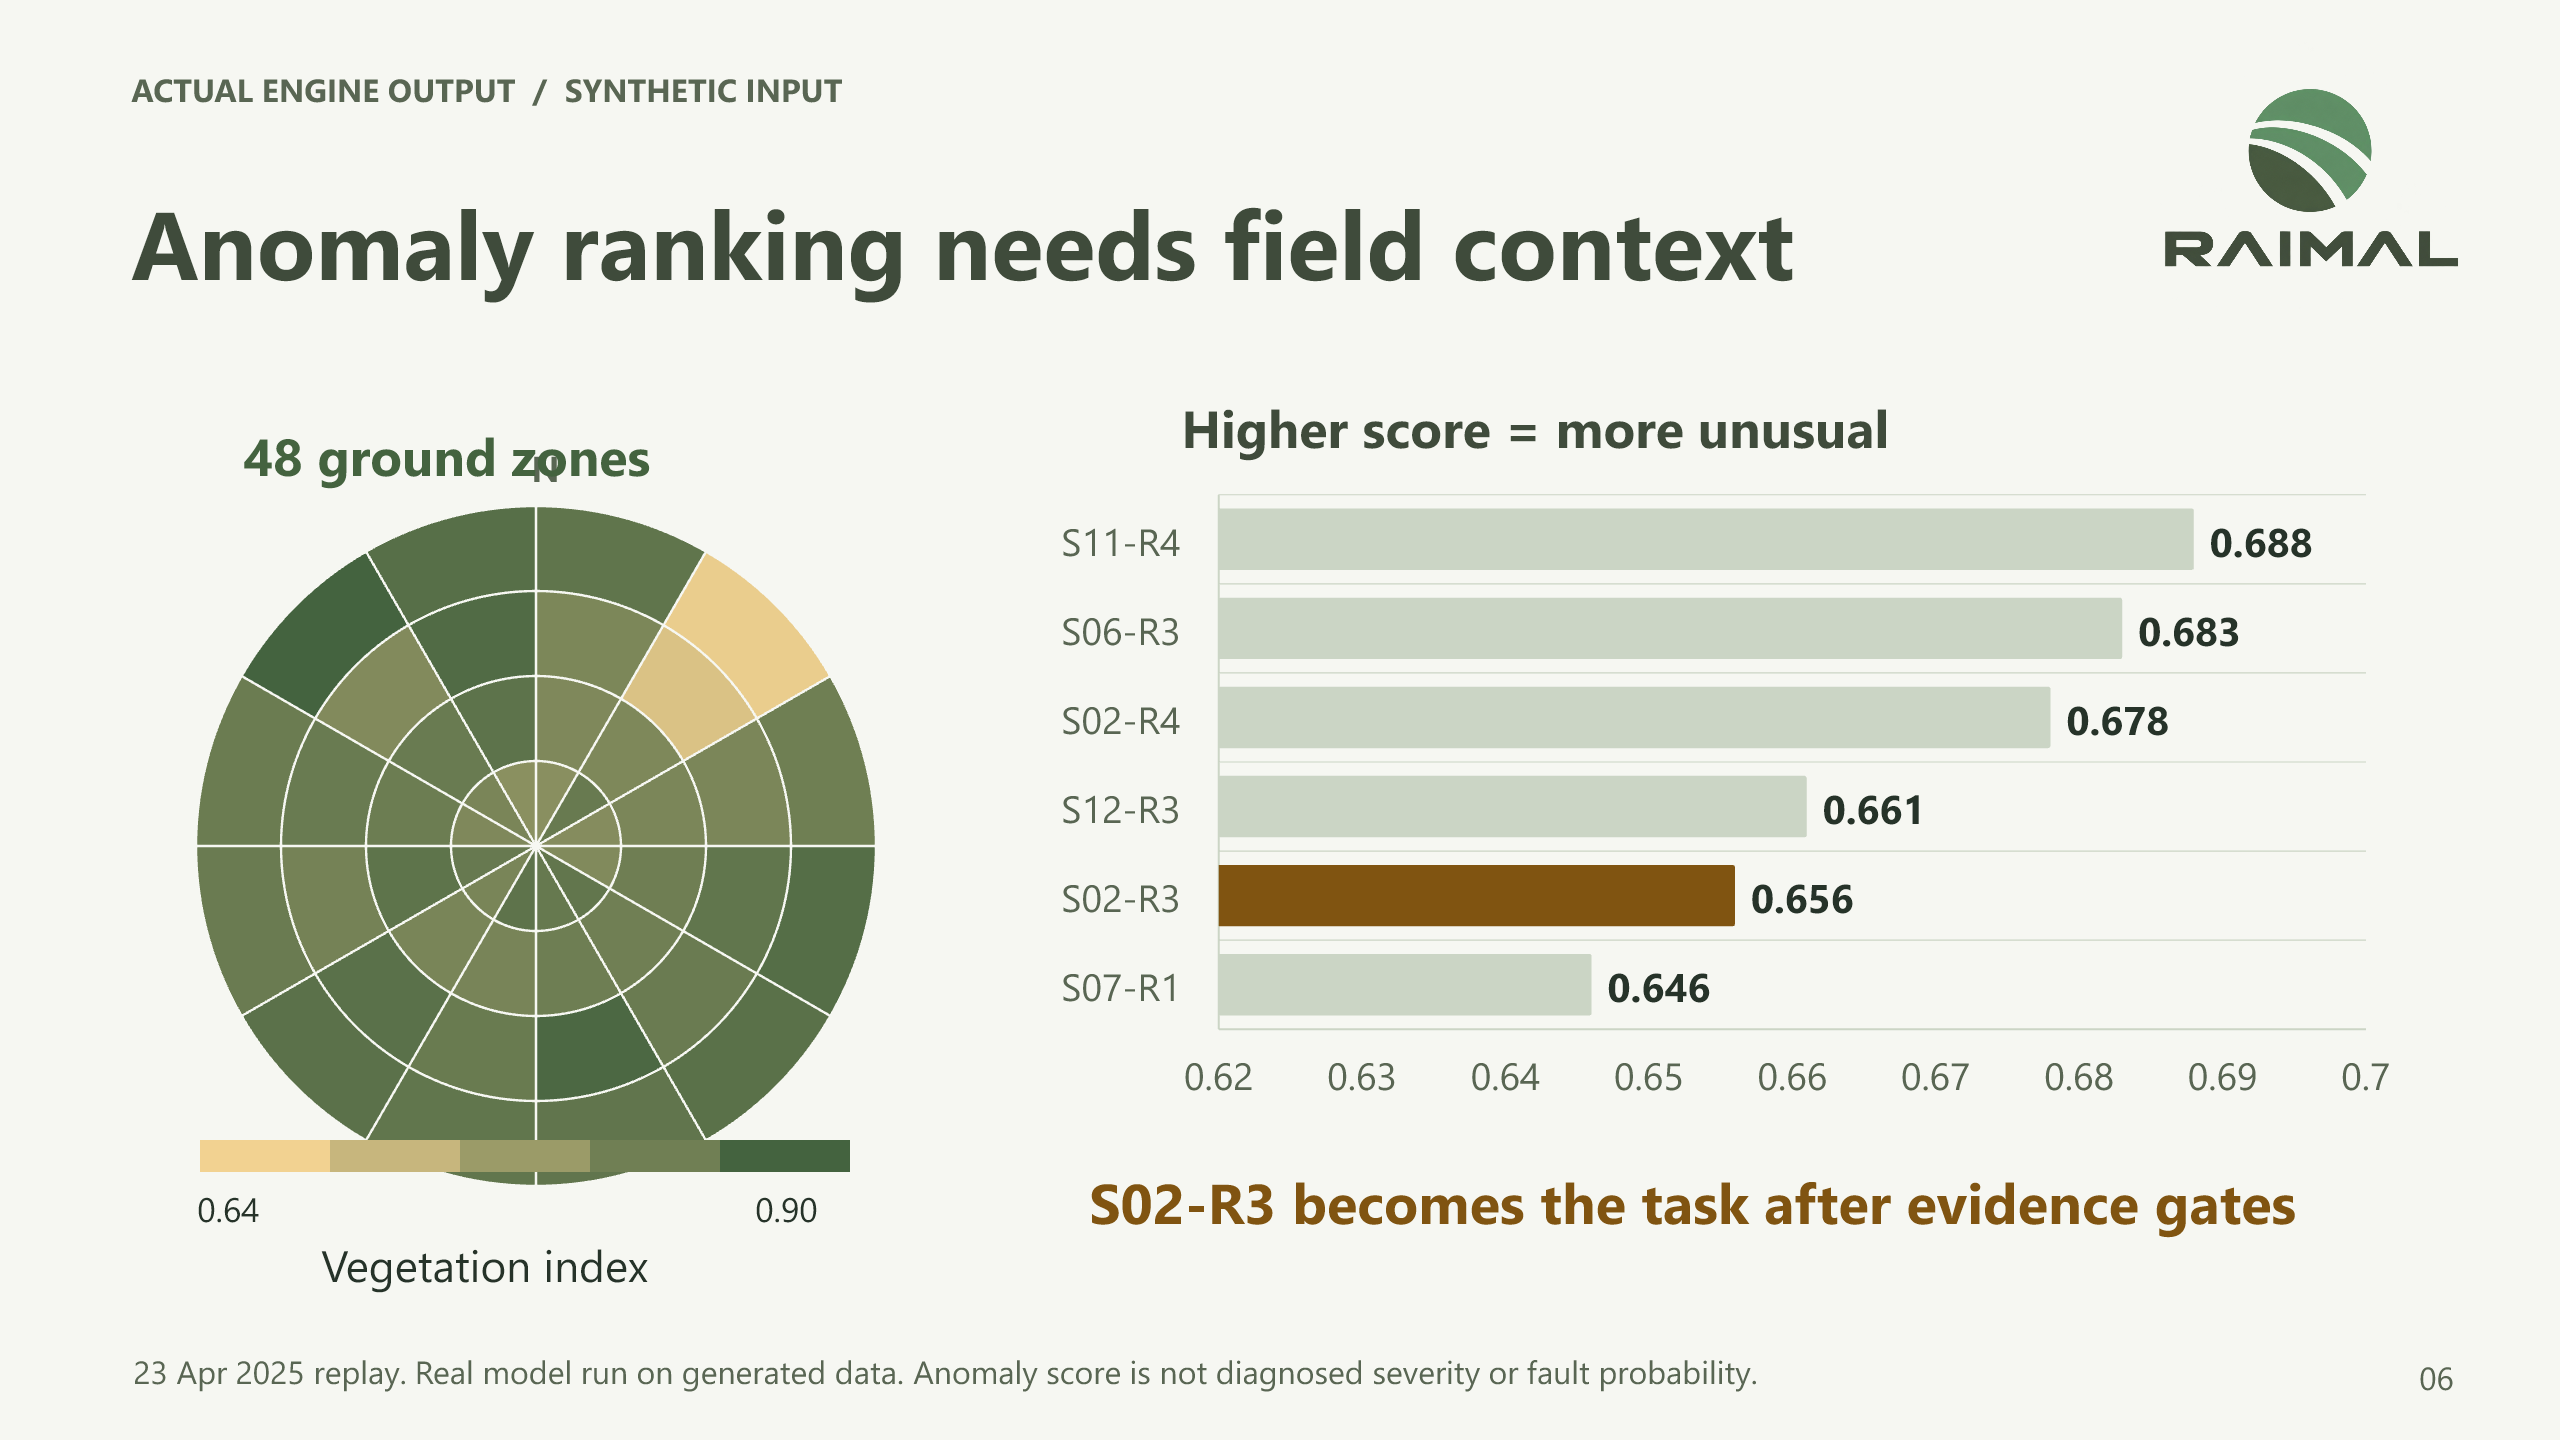 ACTUAL ENGINE OUTPUT / SYNTHETIC INPUT
RAIMAL
Anomaly ranking needs field context
48 ground zones
N
0.64
0.90
Vegetation index
Higher score = more unusual
S11-R4
0.688
S06-R3
0.683
S02-R4
0.678
S12-R3
0.661
S02-R3
0.656
S07-R1
0.646
0.62 0.63 0.64 0.65 0.66 0.67 0.68 0.69 0.7
S02-R3 becomes the task after evidence gates
23 Apr 2025 replay. Real model run on generated data. Anomaly score is not diagnosed severity or fault probability.
06